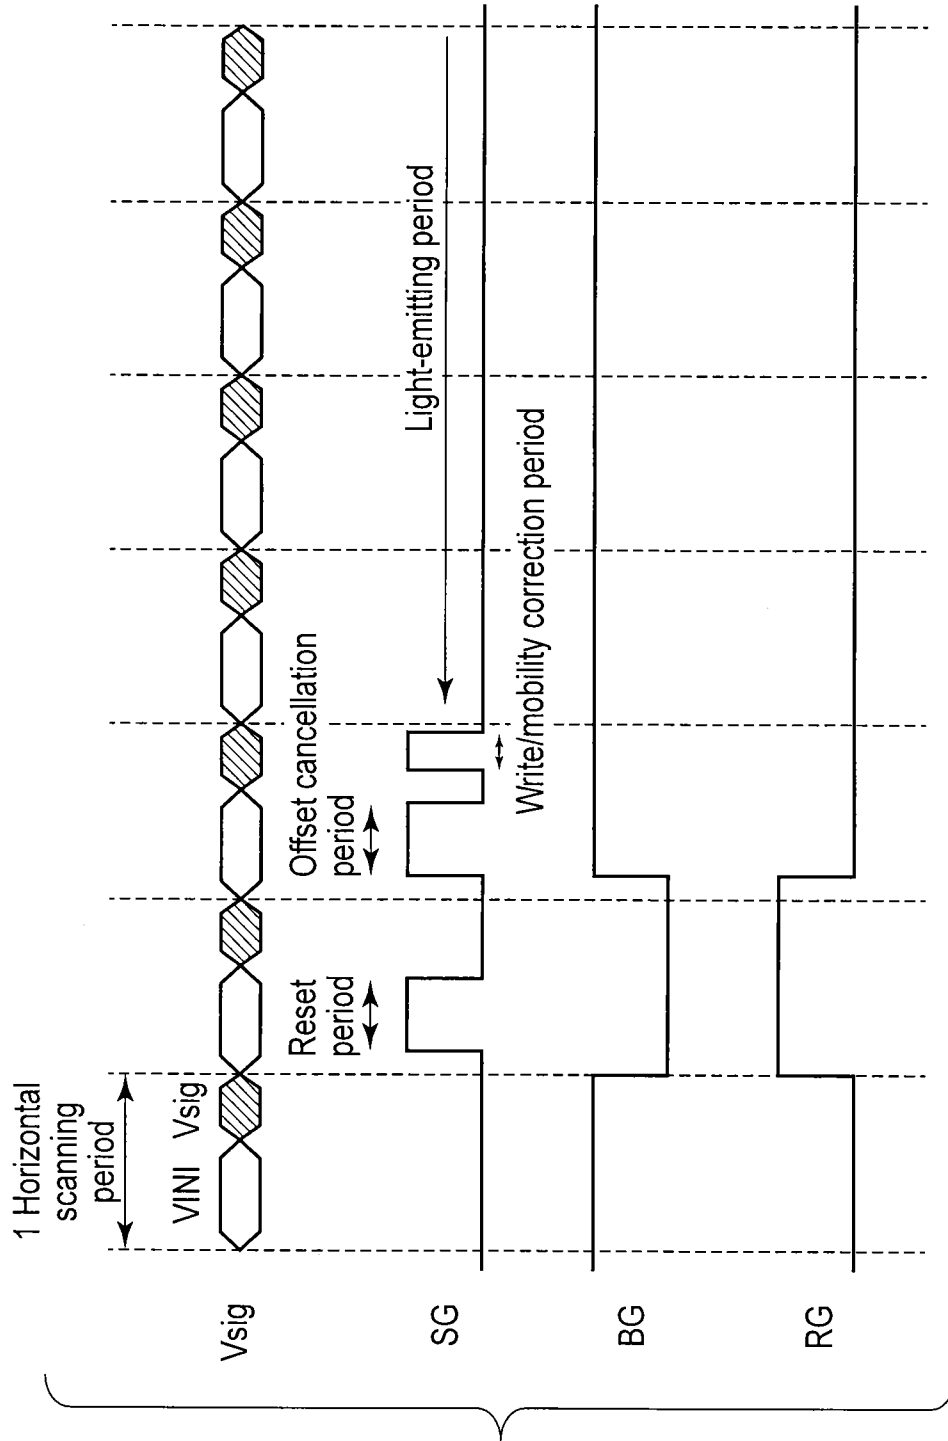 1 Horizontal
scanning
period
VINI Vsig
Vsig
Reset
period
Offset cancellation
period
Light-emitting period
SG
Write/mobility correction period
BG
RG